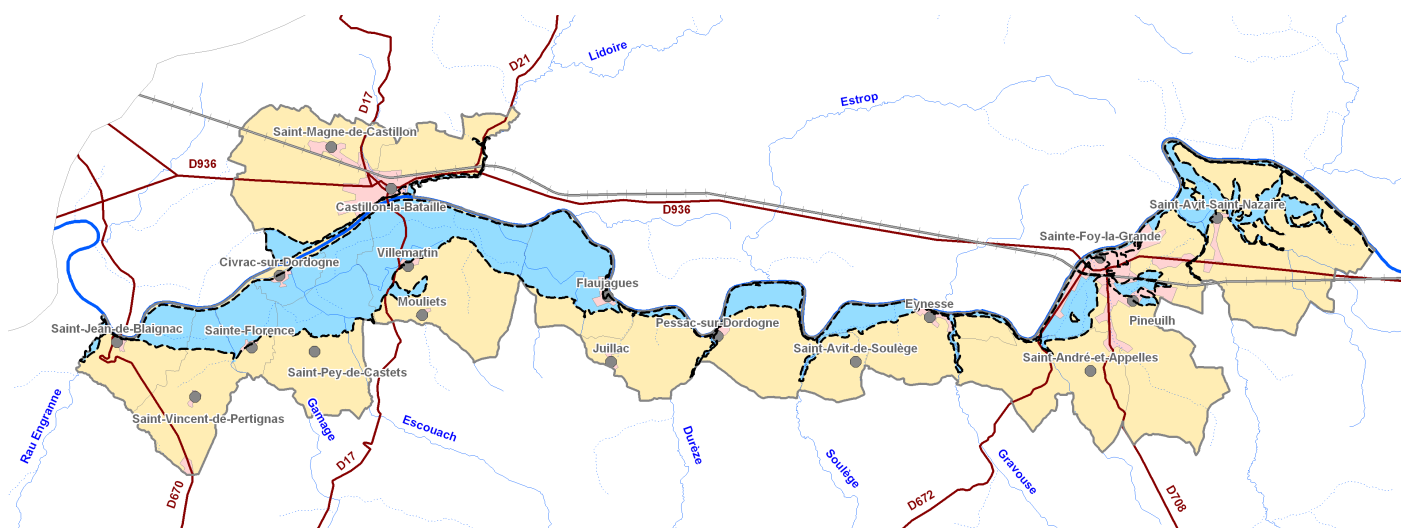 Lidoire
D21
D17
Estrop
Saint-Magne-de-Castillon
D936
Castillon-la-Bataille
D936
Saint-Avit-Saint-Nazaire
Sainte-Foy-la-Grande
Villemartin
Civrac-sur-Dordogne
Flaujagues
Mouliets
Eynesse
Pineuilh
Saint-Jean-de-Blaignac
Sainte-Florence
Pessac-sur-Dordogne
Juillac
Saint-Avit-de-Soulège
Saint-André-et-Appelles
Saint-Pey-de-Castets
Saint-Vincent-de-Pertignas
Rau Engranne
Gamage
Escouach
Durèze
Soulège
Gravouse
D17
D670
D672
D708